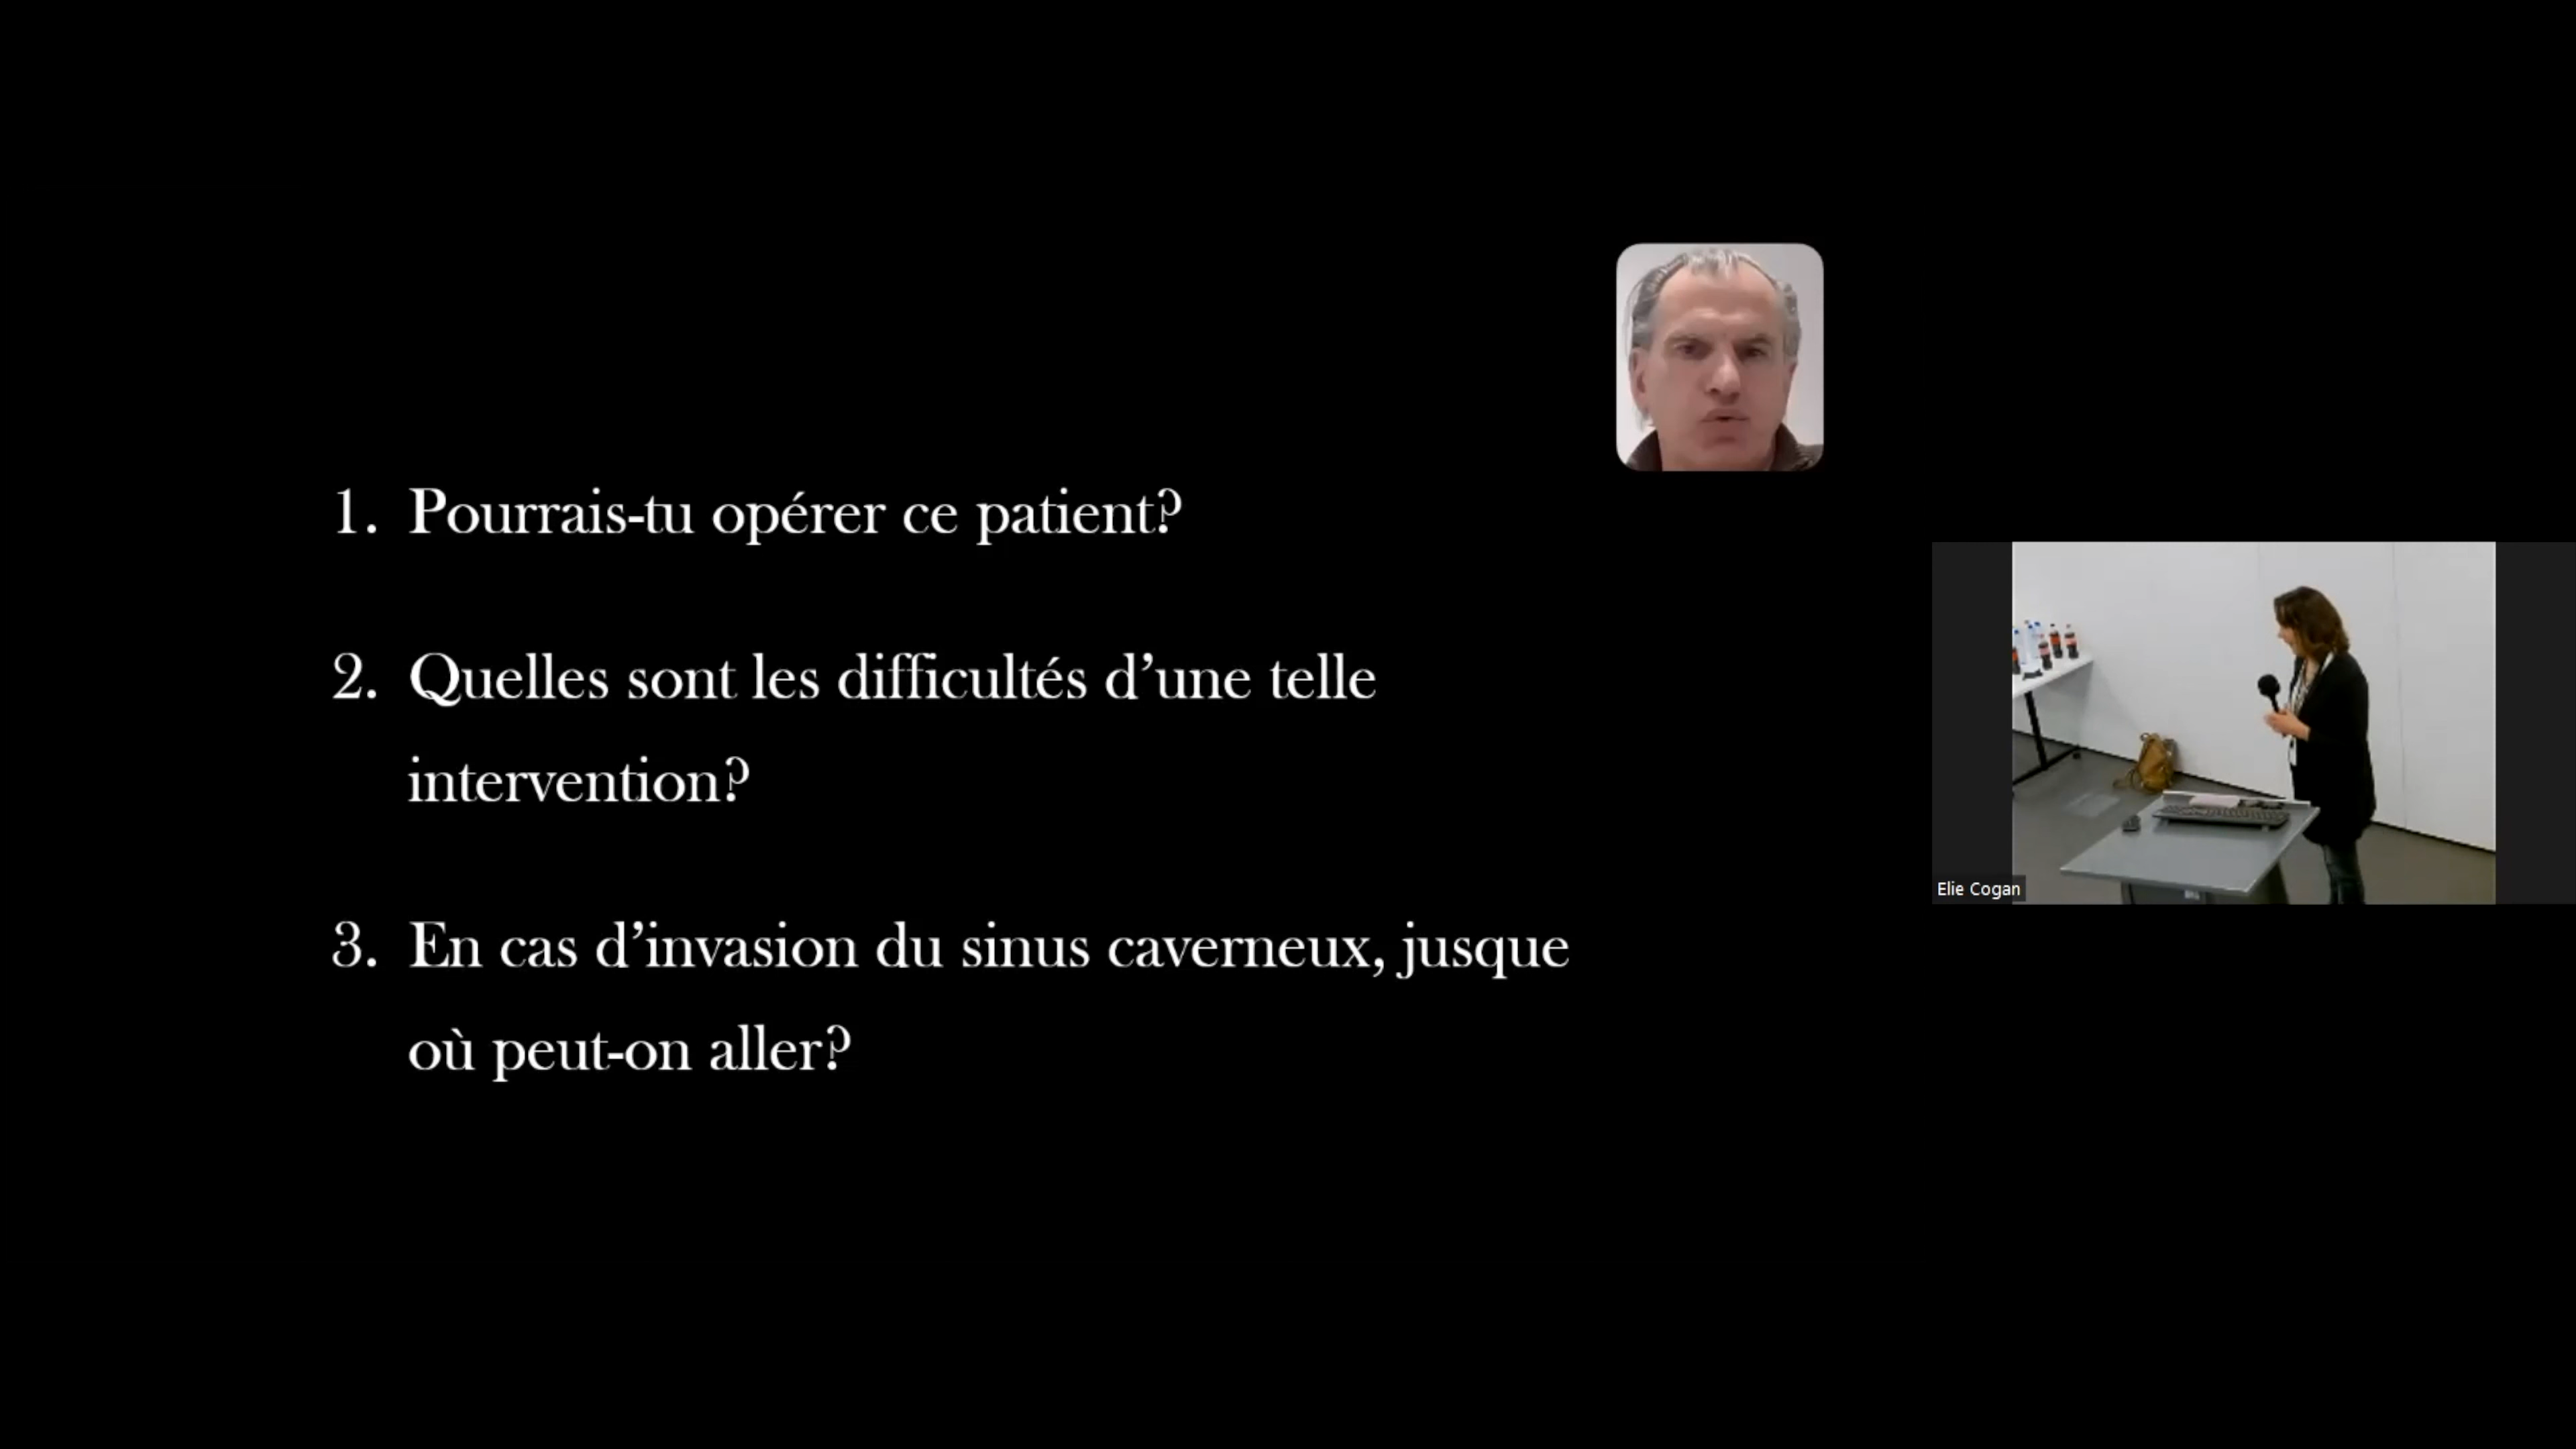 1. Pourrais-tu opérer ce patient?
2. Quelles sont les difficultés d’une telle
intervention?
3. En cas d’invasion du sinus caverneux, jusque
où peut-on aller?
Elie Cogan